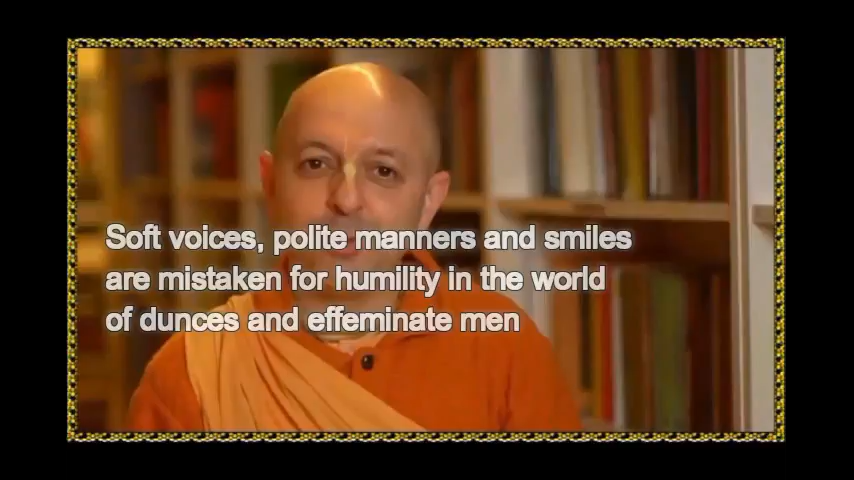 Soft voices, polite manners and smiles
are mistaken for humility in the world
of dunces and effeminate men